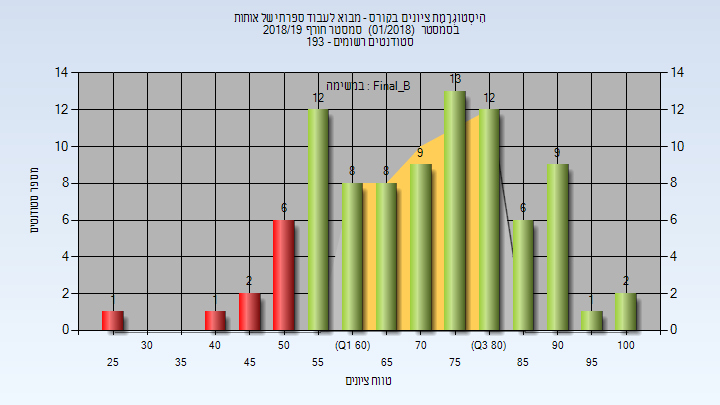 היסטוגרמת ציונים בקורס - מבוא לעבוד ספרתי של אותות
בסמסטר (01/2018) סמסטר חורף 2018/19
סטודנטים רשומים - 193
במשימה : Final_B
מספר סטודנטים
14 14
12 12
10 10
8 8
6 6
4 4
2 2
0 0
1 1 2 6 12 8 8 9 13 12 6 9 1 2
30 40 50 (Q1 60) 70 (Q3 80) 90 100
25 35 45 55 65 75 85 95
טווח ציונים